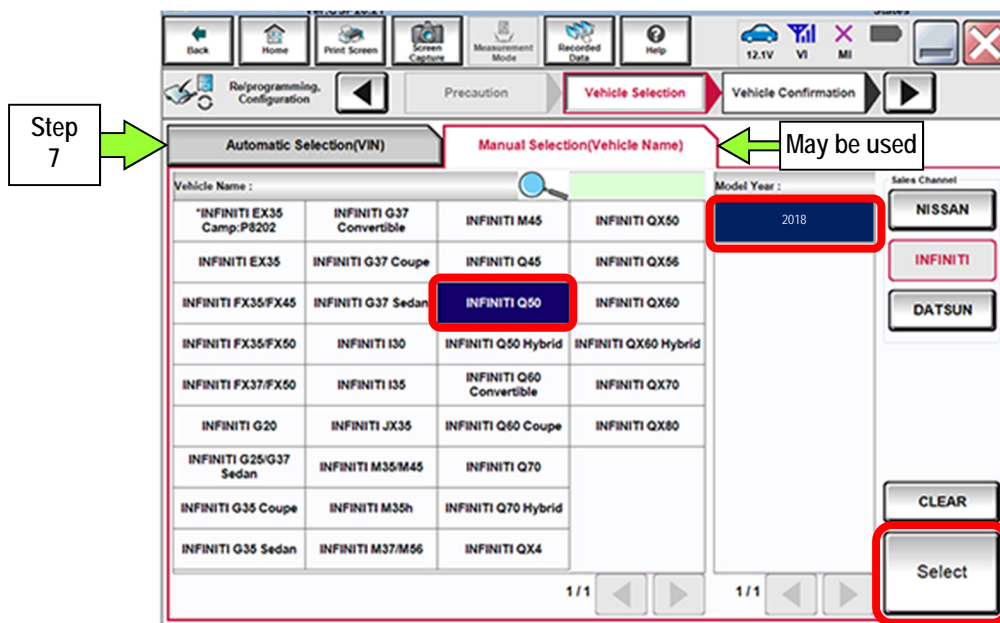 Back
Home
Print Screen
Screen
Capture
Measurement
Mode
Recorded
Data
Help
12.1V
VI
MI
Re/programming,
Configuration
Precaution
Vehicle Selection
Vehicle Confirmation
Step
7
Automatic Selection(VIN)
Manual Selection(Vehicle Name)
May be used
Vehicle Name :
Model Year :
Sales Channel
*INFINITI EX35
Camp:P8202
INFINITI G37
Convertible
INFINITI M45
INFINITI QX50
2018
NISSAN
INFINITI EX35
INFINITI G37 Coupe
INFINITI Q45
INFINITI QX56
INFINITI
INFINITI FX35/FX45
INFINITI G37 Sedan
INFINITI Q50
INFINITI QX60
DATSUN
INFINITI FX35/FX50
INFINITI I30
INFINITI Q50 Hybrid
INFINITI QX60 Hybrid
INFINITI FX37/FX50
INFINITI I35
INFINITI Q60
Convertible
INFINITI QX70
INFINITI G20
INFINITI JX35
INFINITI Q60 Coupe
INFINITI QX80
INFINITI G25/G37
Sedan
INFINITI M35/M45
INFINITI Q70
INFINITI G35 Coupe
INFINITI M35h
INFINITI Q70 Hybrid
CLEAR
INFINITI G35 Sedan
INFINITI M37/M56
INFINITI QX4
Select
1/1
1/1